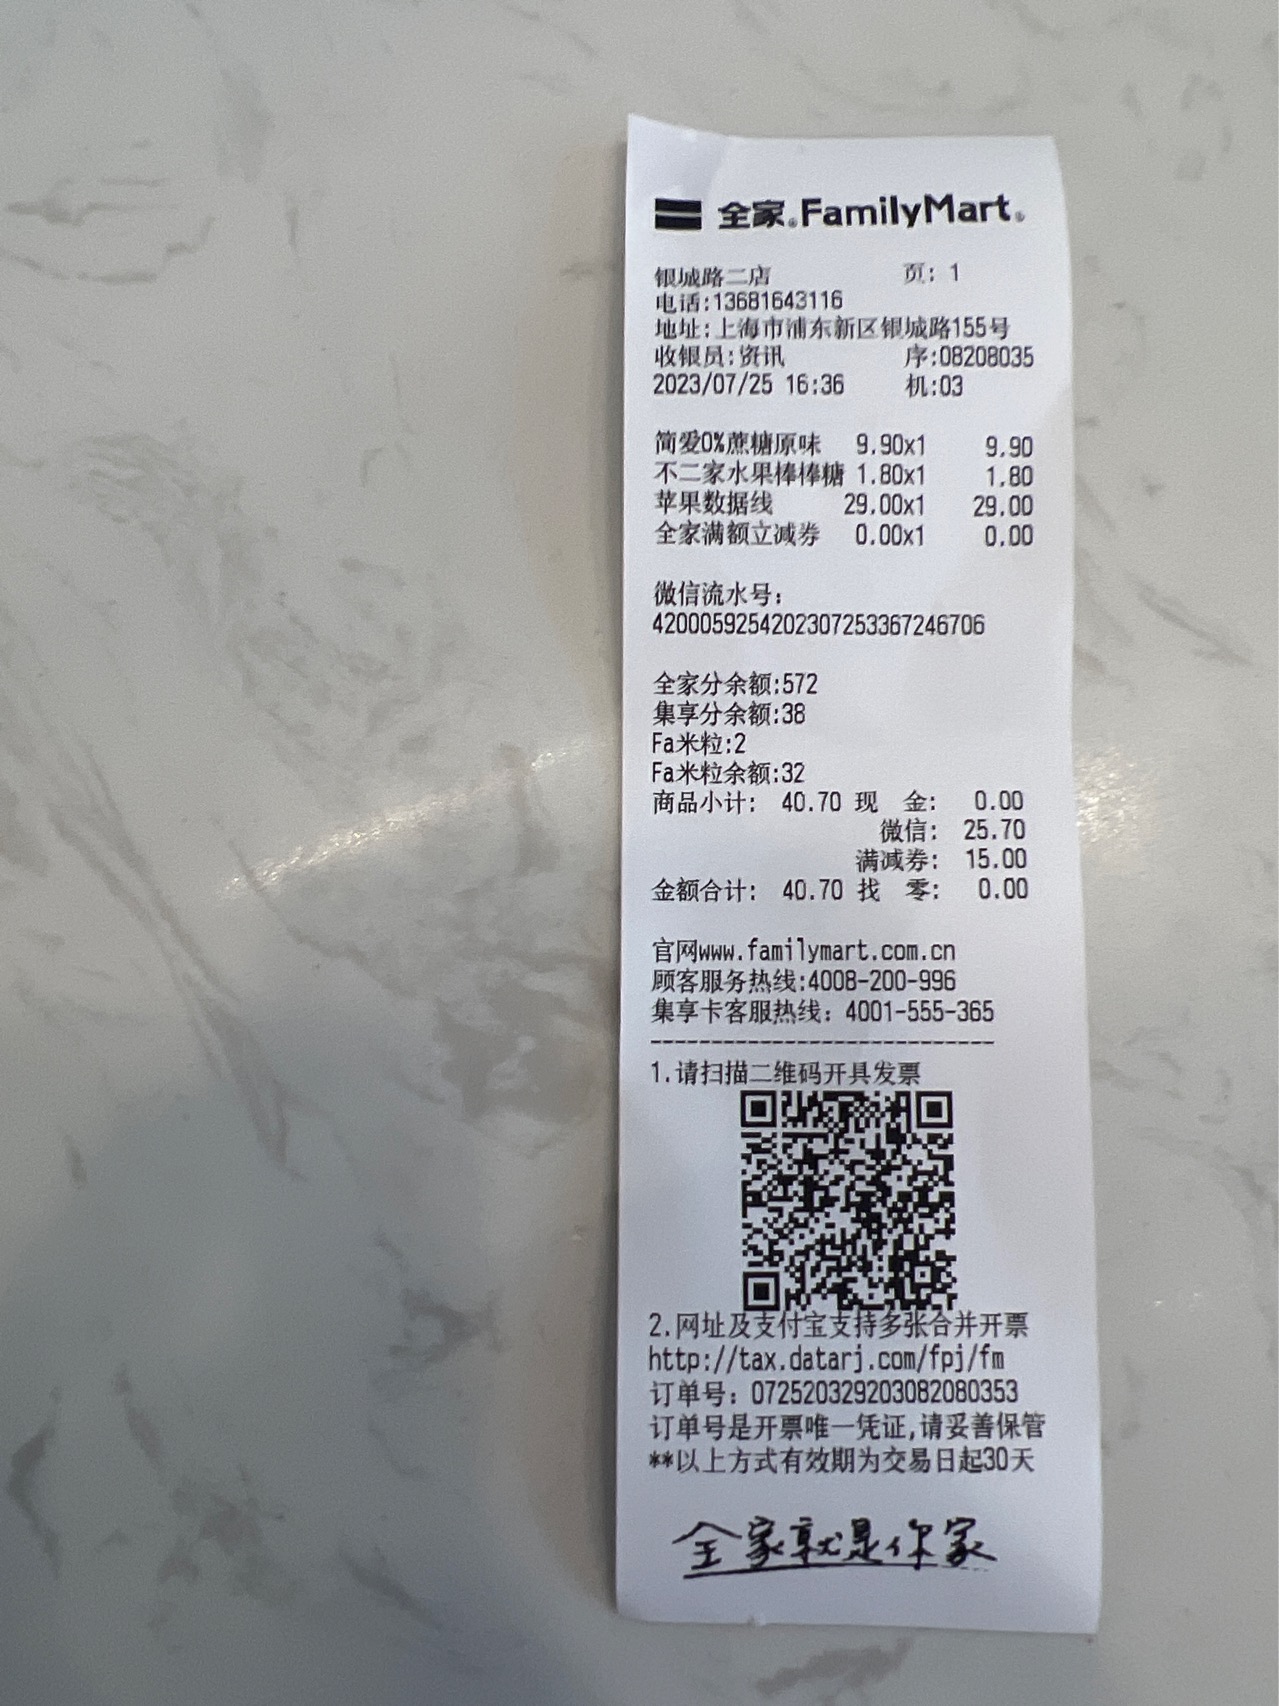 全家®FamilyMart®
银城路二店 页: 1
电话:13681643116
地址:上海市浦东新区银城路155号
收银员:资讯 序:08208035
2023/07/25 16:36 机:03
简爱0%蔗糖原味 9.90x1 9.90
不二家水果棒棒糖 1.80x1 1.80
苹果数据线 29.00x1 29.00
全家满额立减券 0.00x1 0.00
微信流水号:
4200059254202307253367246706
全家分余额:572
集享分余额:38
Fa米粒:2
Fa米粒余额:32
商品小计: 40.70 现 金: 0.00
微信: 25.70
满减券: 15.00
金额合计: 40.70 找 零: 0.00
官网www.familymart.com.cn
顾客服务热线:4008-200-996
集享卡客服热线: 4001-555-365
----------------------------
1.请扫描二维码开具发票
2.网址及支付宝支持多张合并开票
http://tax.datarj.com/fpj/fm
订单号: 0725203292030820​80353
订单号是开票唯一凭证,请妥善保管
**以上方式有效期为交易日起30天
全家就是你家